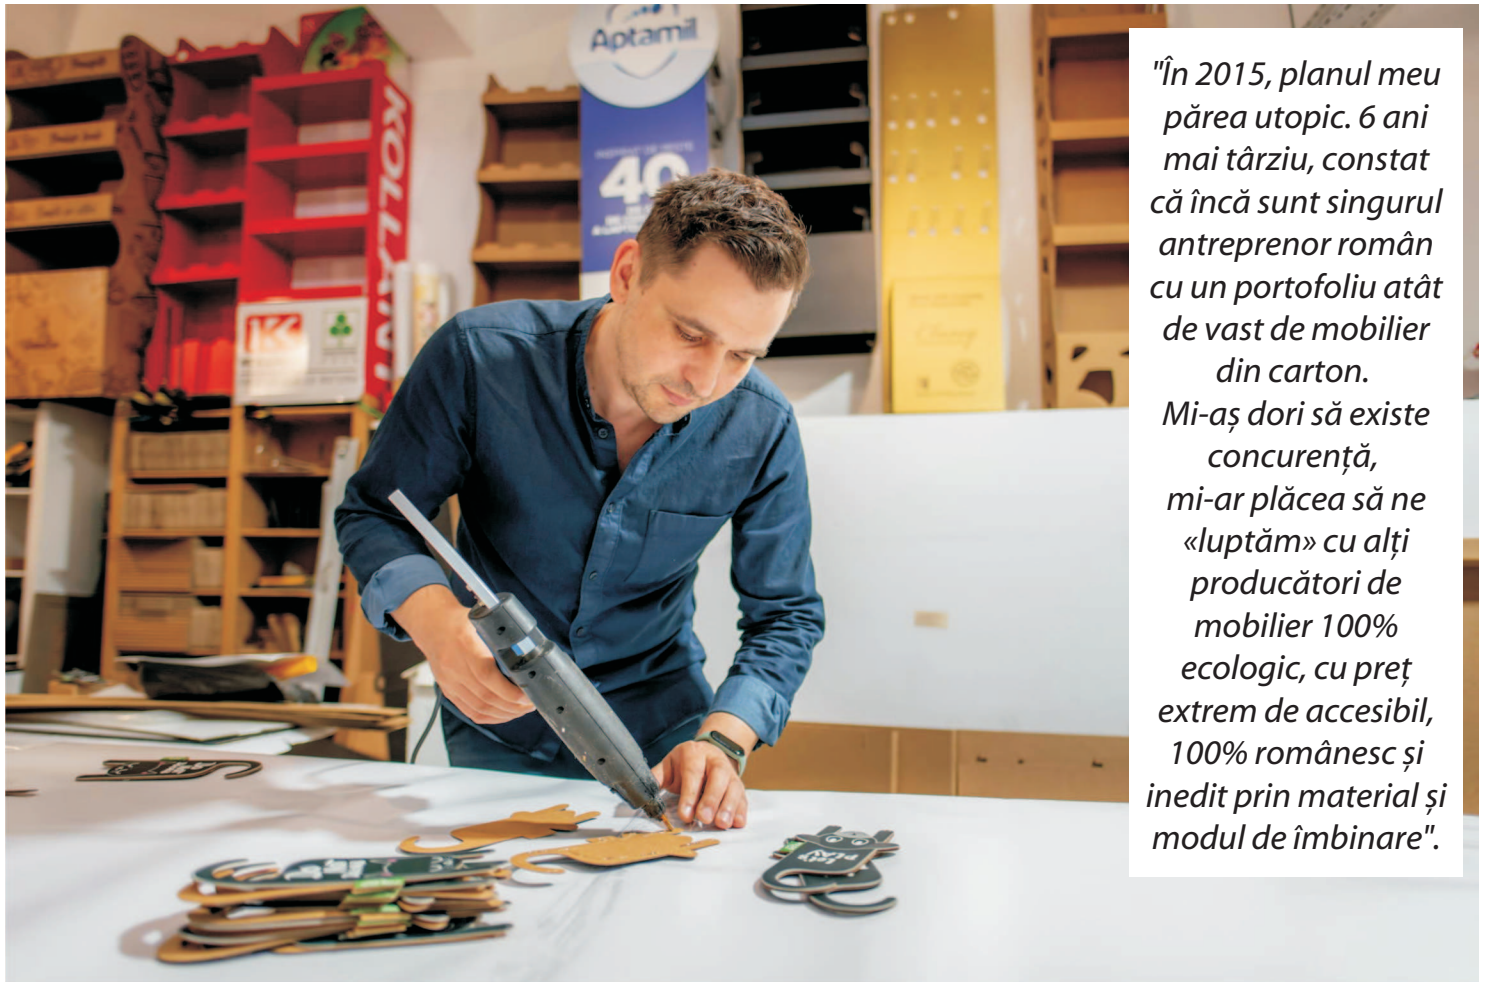 Aptamil
40
KOLLANT
"În 2015, planul meu
părea utopic. 6 ani
mai târziu, constat
că încă sunt singurul
antreprenor român
cu un portofoliu atât
de vast de mobilier
din carton.
Mi-aș dori să existe
concurență,
mi-ar plăcea să ne
«luptăm» cu alți
producători de
mobilier 100%
ecologic, cu preț
extrem de accesibil,
100% românesc și
inedit prin material și
modul de îmbinare".